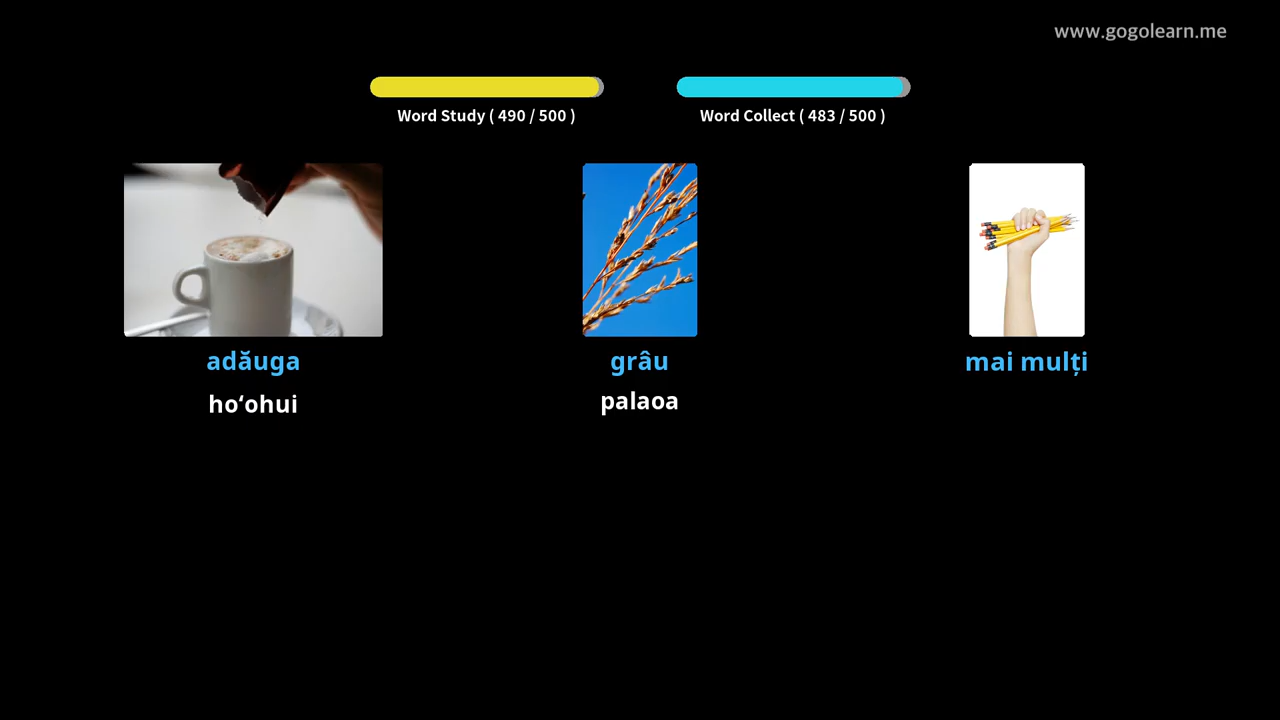 www.gogolearn.me
Word Study ( 490 / 500 )
Word Collect ( 483 / 500 )
adăuga
grâu
mai mulți
hoʻohui
palaoa